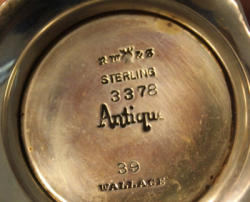 STERLING
3378
Antique
39
WALLACE